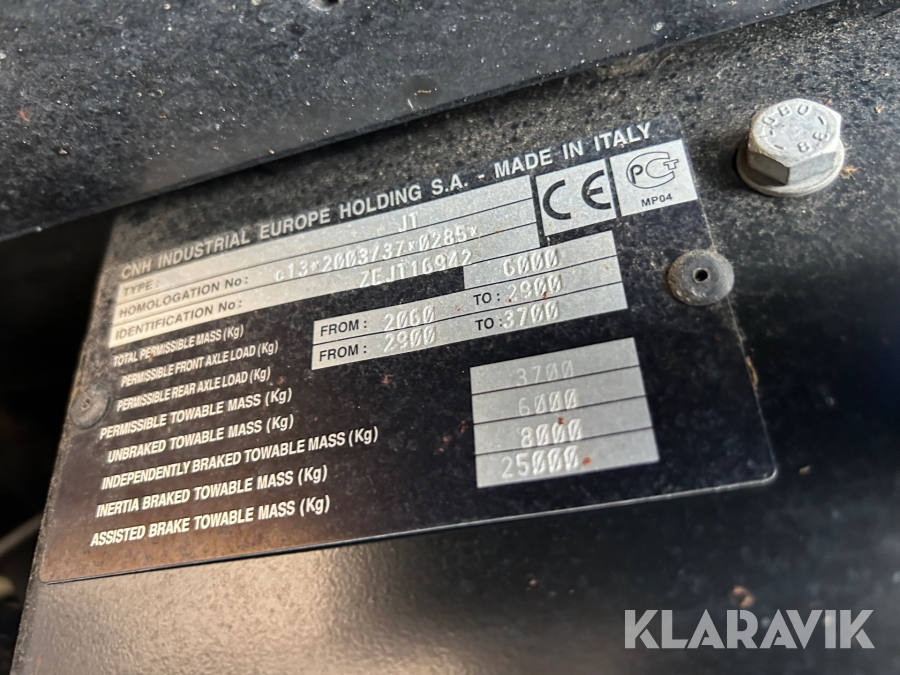 CNH INDUSTRIAL EUROPE HOLDING S.A. - MADE IN ITALY
TYPE: JT
HOMOLOGATION No: e13*2003/37*0285*
IDENTIFICATION No: ZEJT16942
CE
PCT
MP04
TOTAL PERMISSIBLE MASS (Kg) 6000
PERMISSIBLE FRONT AXLE LOAD (Kg) FROM: 2060 TO: 2900
PERMISSIBLE REAR AXLE LOAD (Kg) FROM: 2900 TO: 3700
PERMISSIBLE TOWABLE MASS (Kg)
UNBRAKED TOWABLE MASS (Kg) 3700
INDEPENDENTLY BRAKED TOWABLE MASS (Kg) 6000
INERTIA BRAKED TOWABLE MASS (Kg) 8000
ASSISTED BRAKE TOWABLE MASS (Kg) 25000
8.8
KLARAVIK